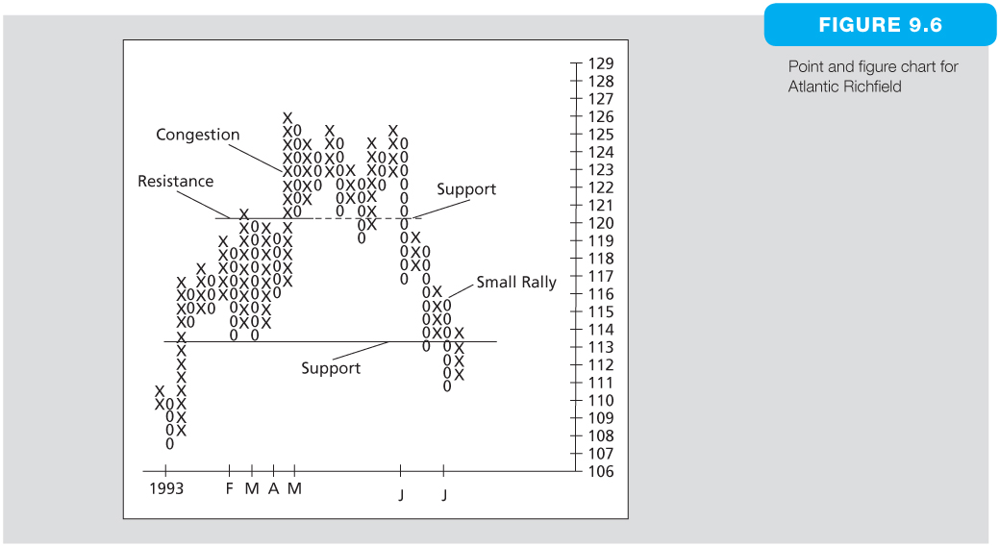 FIGURE 9.6
Point and figure chart for
Atlantic Richfield
Congestion
Resistance
Support
Small Rally
Support
129
128
127
126
125
124
123
122
121
120
119
118
117
116
115
114
113
112
111
110
109
108
107
106
1993 F M A M J J